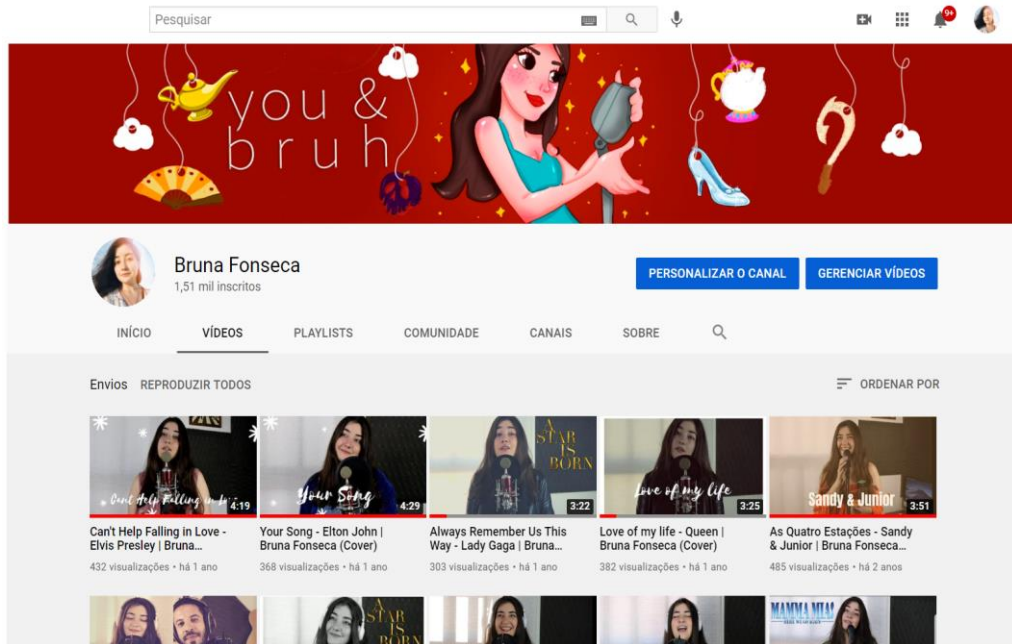 Pesquisar
9+
you &
bruh
Bruna Fonseca
1,51 mil inscritos
PERSONALIZAR O CANAL
GERENCIAR VÍDEOS
INÍCIO
VÍDEOS
PLAYLISTS
COMUNIDADE
CANAIS
SOBRE
Envios
REPRODUZIR TODOS
ORDENAR POR
Can't Help Falling in Love
4:19
Can't Help Falling in Love -
Elvis Presley | Bruna...
432 visualizações • há 1 ano
Your Song
4:29
Your Song - Elton John |
Bruna Fonseca (Cover)
368 visualizações • há 1 ano
A
STAR
IS
BORN
3:22
Always Remember Us This
Way - Lady Gaga | Bruna...
303 visualizações • há 1 ano
Love of my life
3:25
Love of my life - Queen |
Bruna Fonseca (Cover)
382 visualizações • há 1 ano
Sandy & Junior
3:51
As Quatro Estações - Sandy
& Junior | Bruna Fonseca...
485 visualizações • há 2 anos
A
STAR
IS
BORN
MAMMA MIA!